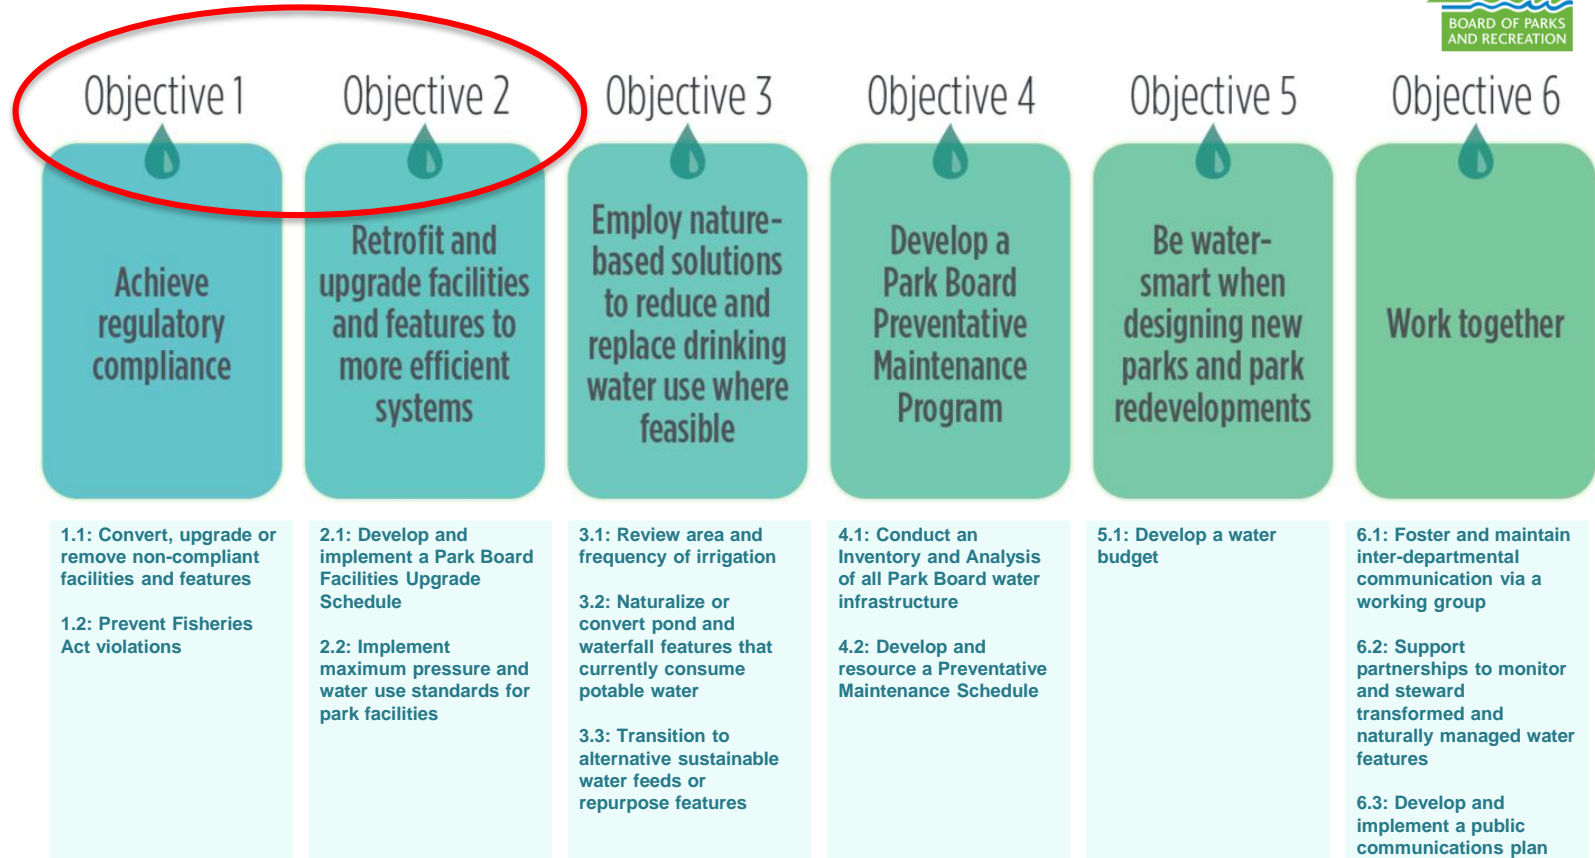 BOARD OF PARKS
AND RECREATION
Objective 1
Achieve
regulatory
compliance
1.1: Convert, upgrade or
remove non-compliant
facilities and features
1.2: Prevent Fisheries
Act violations
Objective 2
Retrofit and
upgrade facilities
and features to
more efficient
systems
2.1: Develop and
implement a Park Board
Facilities Upgrade
Schedule
2.2: Implement
maximum pressure and
water use standards for
park facilities
Objective 3
Employ nature-
based solutions
to reduce and
replace drinking
water use where
feasible
3.1: Review area and
frequency of irrigation
3.2: Naturalize or
convert pond and
waterfall features that
currently consume
potable water
3.3: Transition to
alternative sustainable
water feeds or
repurpose features
Objective 4
Develop a
Park Board
Preventative
Maintenance
Program
4.1: Conduct an
Inventory and Analysis
of all Park Board water
infrastructure
4.2: Develop and
resource a Preventative
Maintenance Schedule
Objective 5
Be water-
smart when
designing new
parks and park
redevelopments
5.1: Develop a water
budget
Objective 6
Work together
6.1: Foster and maintain
inter-departmental
communication via a
working group
6.2: Support
partnerships to monitor
and steward
transformed and
naturally managed water
features
6.3: Develop and
implement a public
communications plan